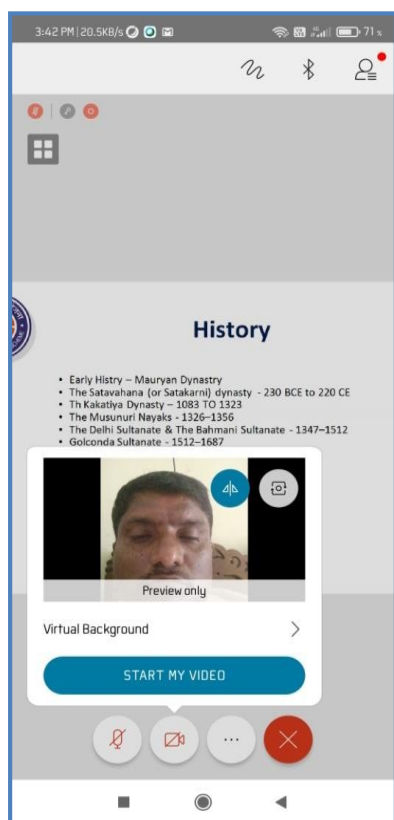 3:42 PM | 20.5KB/s 71 %
History
• Early Histry – Mauryan Dynastry
• The Satavahana (or Satakarni) dynasty - 230 BCE to 220 CE
• Th Kakatiya Dynasty – 1083 TO 1323
• The Musunuri Nayaks - 1326–1356
• The Delhi Sultanate & The Bahmani Sultanate - 1347–1512
• Golconda Sultanate - 1512–1687
Preview only
Virtual Background
START MY VIDEO